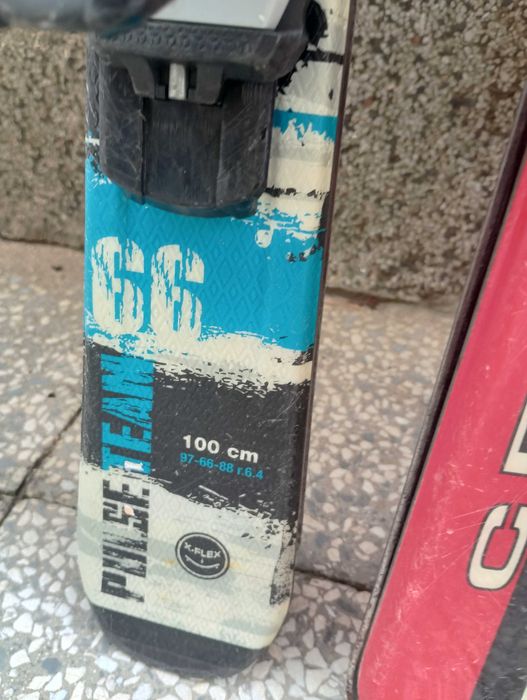 66
PULSE TEAM
100 cm
97-66-88 r.6.4
X-FLEX